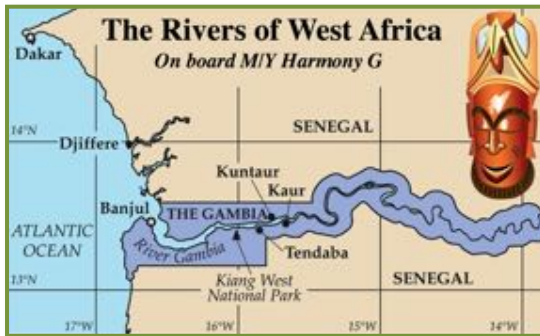 The Rivers of West Africa
On board M/Y Harmony G
Dakar
14°N
SENEGAL
Djiffere
Kuntaur
Kaur
Banjul
THE GAMBIA
ATLANTIC
OCEAN
River Gambia
Tendaba
Kiang West
National Park
13°N
SENEGAL
17°W
16°W
15°W
14°W